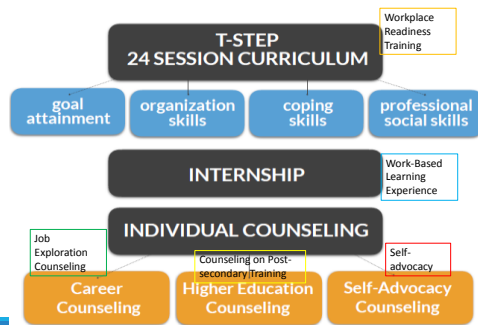 T-STEP
24 SESSION CURRICULUM
Workplace
Readiness
Training
goal
attainment
organization
skills
coping
skills
professional
social skills
INTERNSHIP
Work-Based
Learning
Experience
INDIVIDUAL COUNSELING
Job
Exploration
Counseling
Counseling on Post-
secondary Training
Self-
advocacy
Career
Counseling
Higher Education
Counseling
Self-Advocacy
Counseling